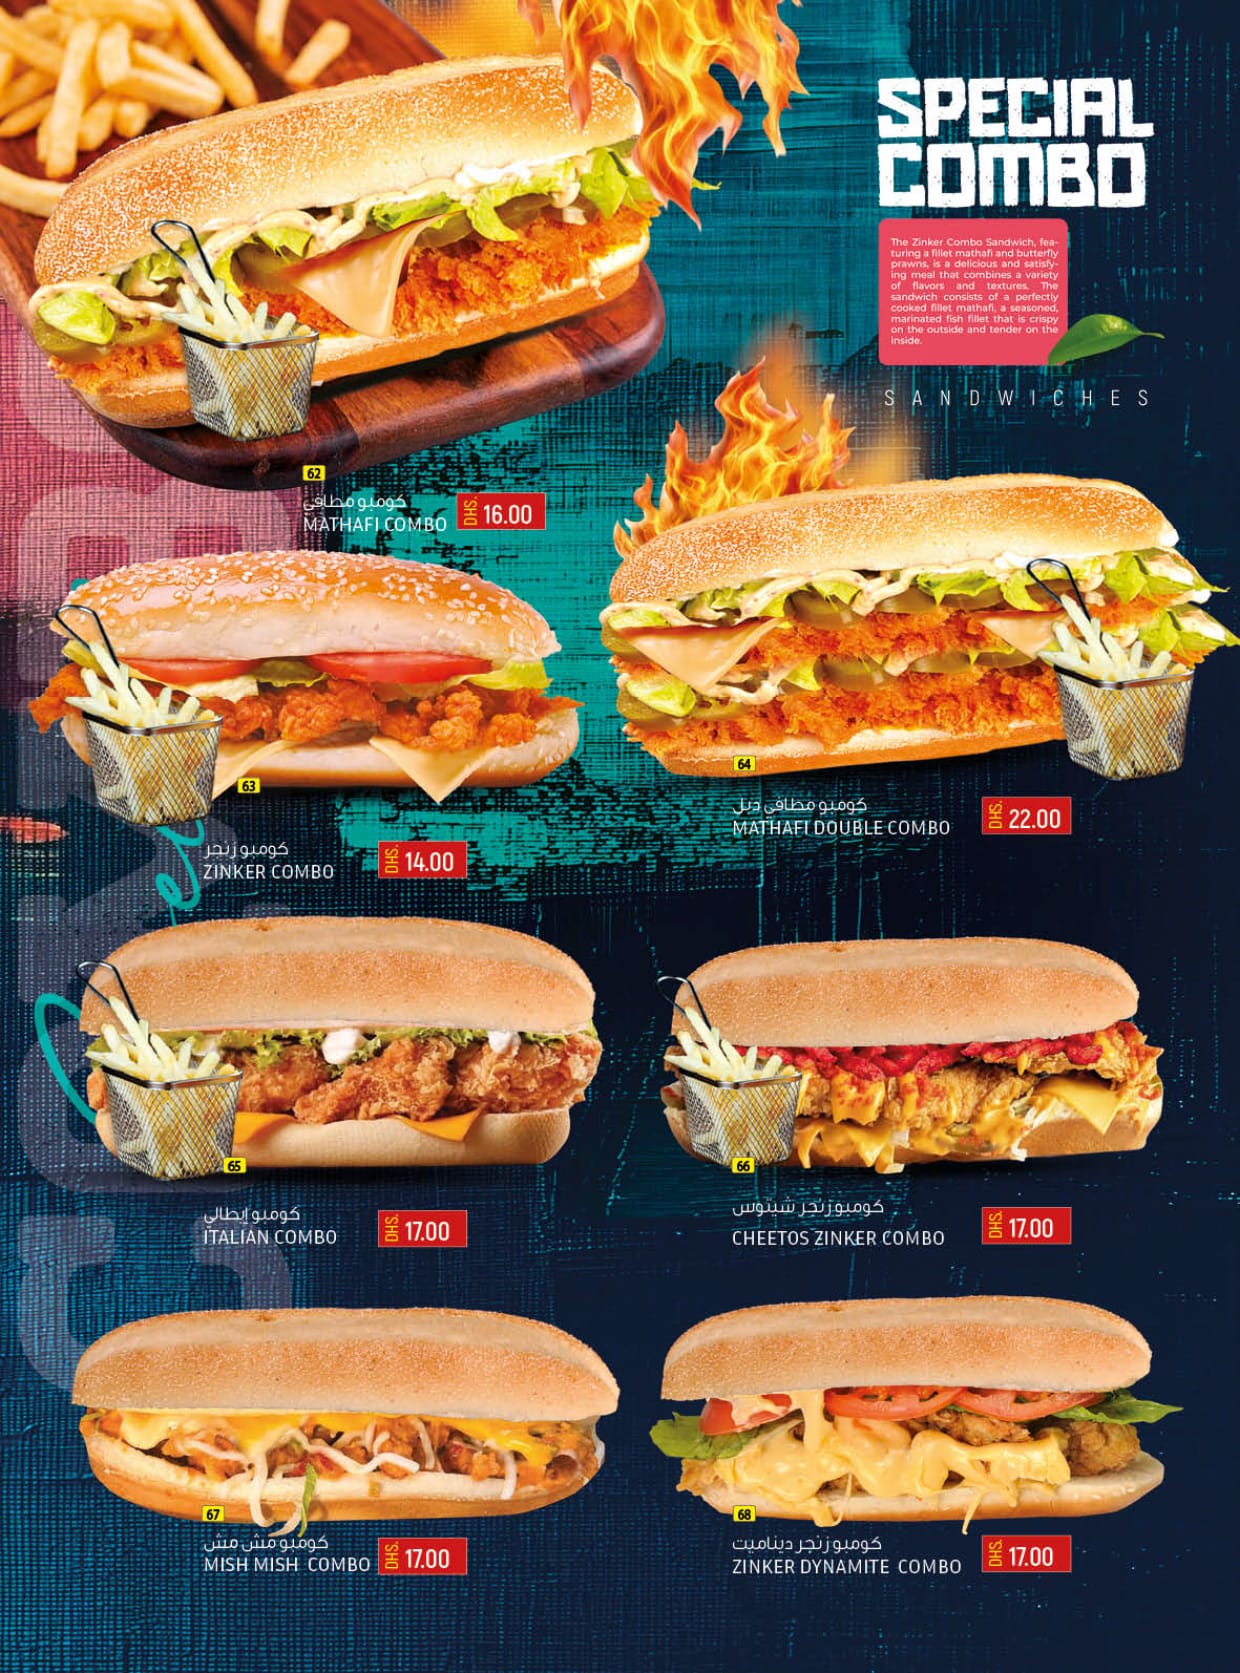 SPECIAL
COMBO
The Zinker Combo Sandwich, fea-
turing a fillet mathafi and butterfly
prawns, is a delicious and satisfy-
ing meal that combines a variety
of flavors and textures. The
sandwich consists of a perfectly
cooked fillet mathafi, a seasoned,
marinated fish fillet that is crispy
on the outside and tender on the
inside.
SANDWICHES
62
كومبو مطافي
MATHAFI COMBO
DHS. 16.00
63
كومبو زنجر
ZINKER COMBO
DHS. 14.00
64
كومبو مطافي دبل
MATHAFI DOUBLE COMBO
DHS. 22.00
65
كومبو إيطالي
ITALIAN COMBO
DHS. 17.00
66
كومبو زنجر شيتوس
CHEETOS ZINKER COMBO
DHS. 17.00
67
كومبو مش مش
MISH MISH COMBO
DHS. 17.00
68
كومبو زنجر ديناميت
ZINKER DYNAMITE COMBO
DHS. 17.00
COMBO